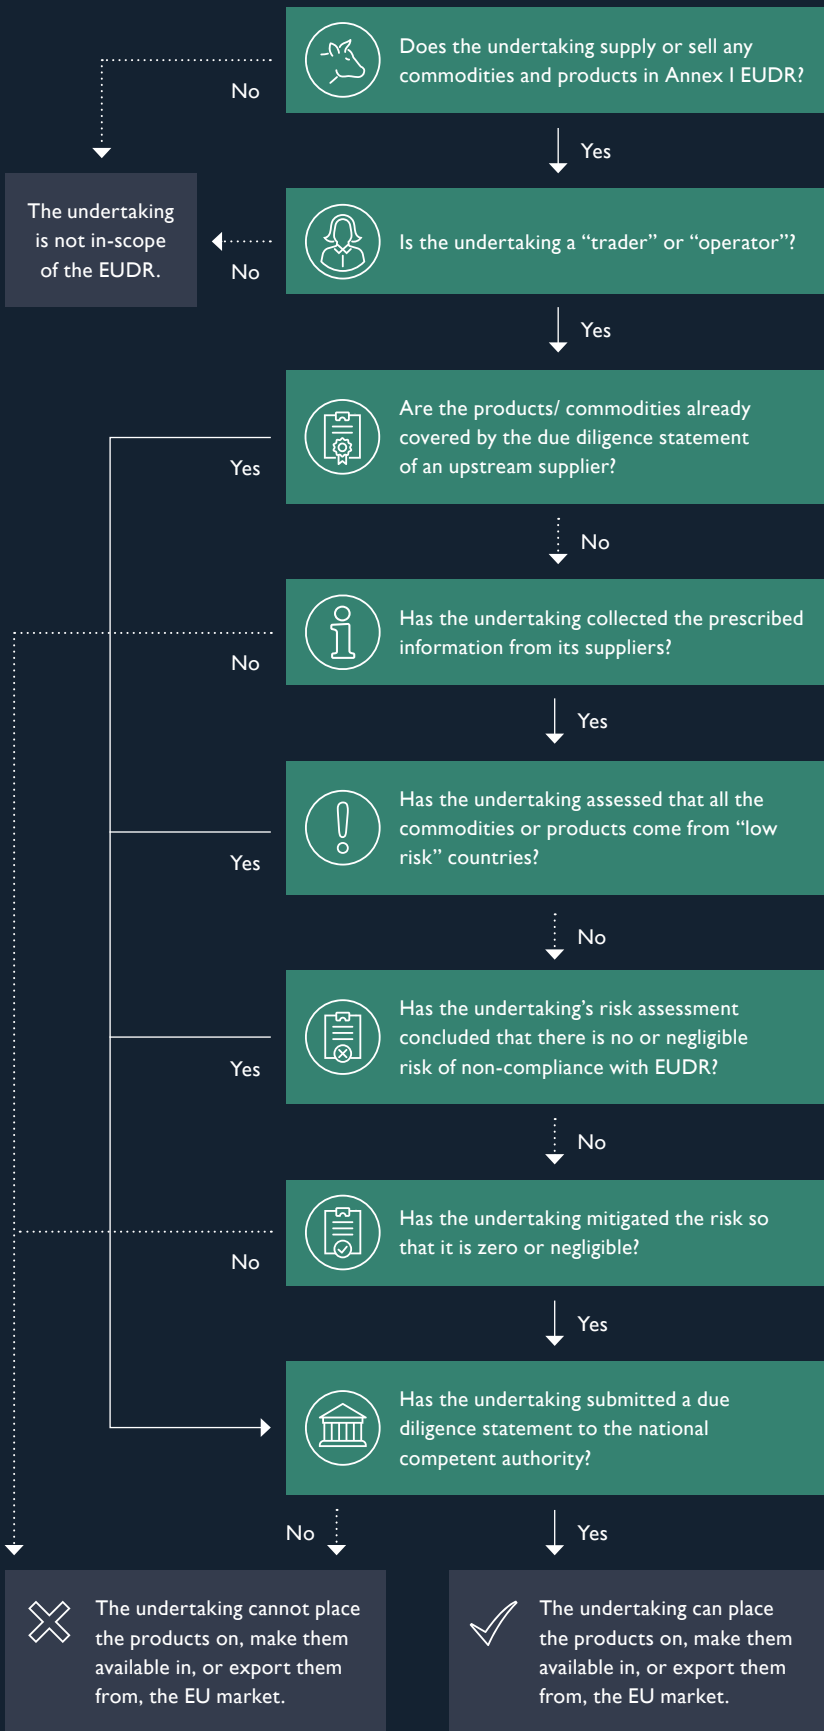 Does the undertaking supply or sell any
commodities and products in Annex I EUDR?
No
Yes
The undertaking
is not in-scope
of the EUDR.
Is the undertaking a “trader” or “operator”?
No
Yes
Are the products/ commodities already
covered by the due diligence statement
of an upstream supplier?
Yes
No
Has the undertaking collected the prescribed
information from its suppliers?
No
Yes
Has the undertaking assessed that all the
commodities or products come from “low
risk” countries?
Yes
No
Has the undertaking’s risk assessment
concluded that there is no or negligible
risk of non-compliance with EUDR?
Yes
No
Has the undertaking mitigated the risk so
that it is zero or negligible?
No
Yes
Has the undertaking submitted a due
diligence statement to the national
competent authority?
No
Yes
The undertaking cannot place
the products on, make them
available in, or export them
from, the EU market.
The undertaking can place
the products on, make them
available in, or export them
from, the EU market.